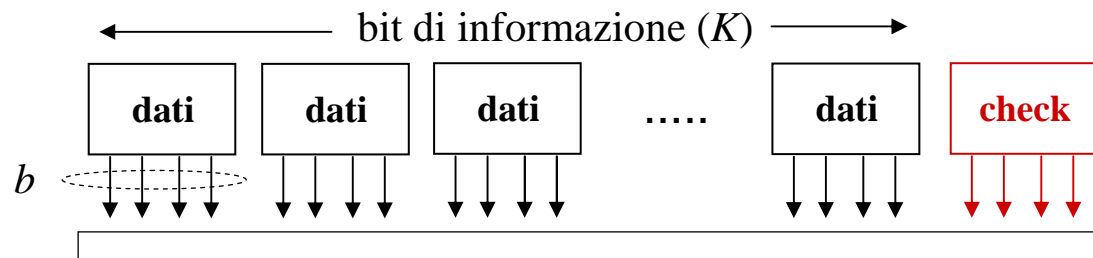 bit di informazione (K)
dati dati dati ..... dati check
b